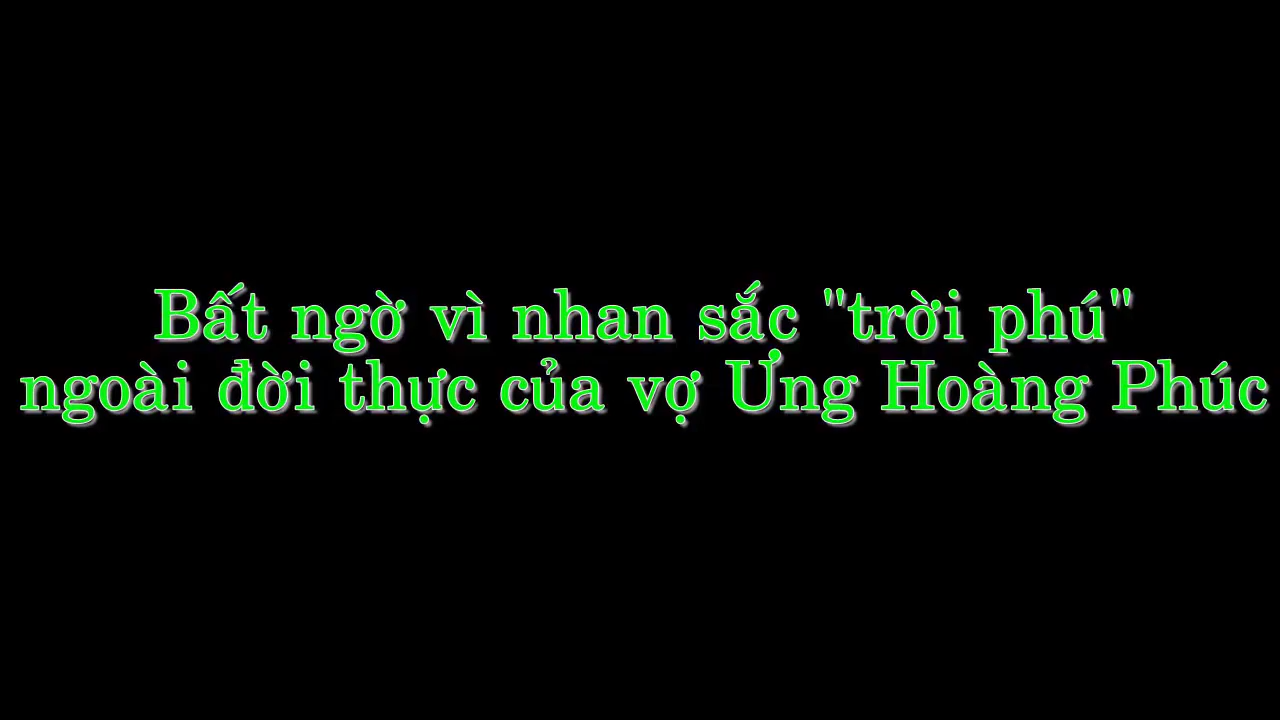 Bất ngờ vì nhan sắc "trời phú"
ngoài đời thực của vợ Ưng Hoàng Phúc